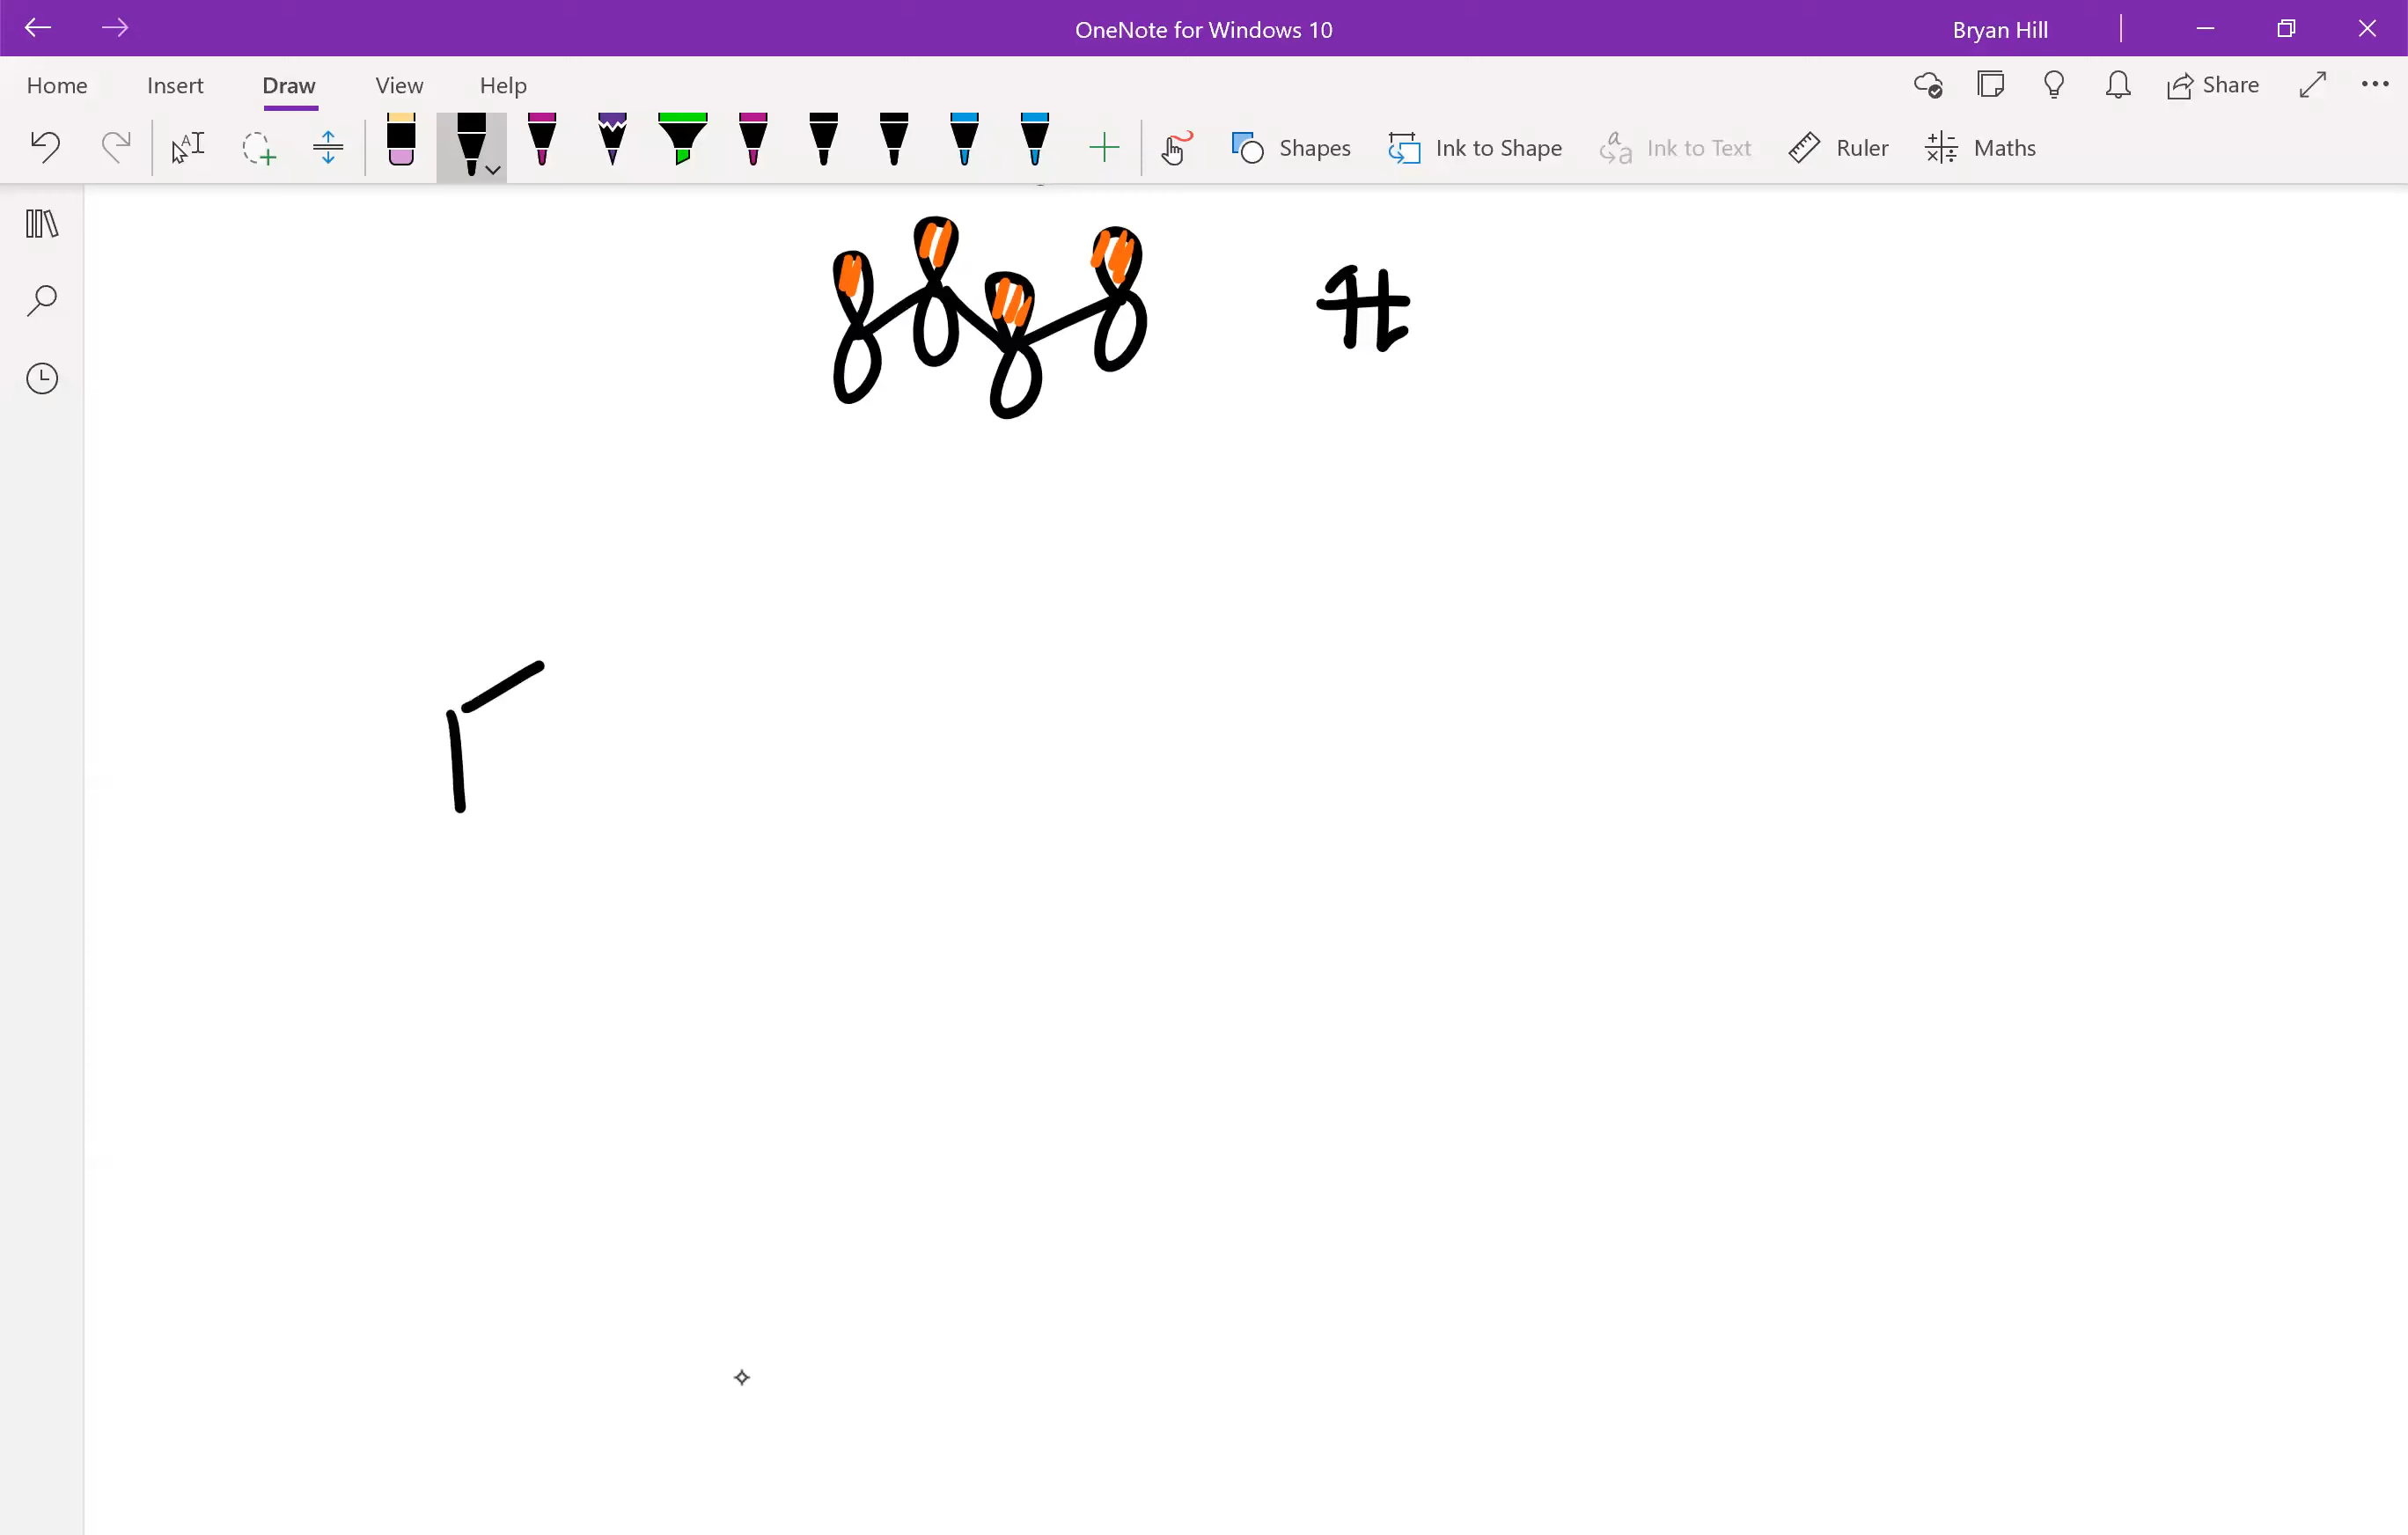 OneNote for Windows 10 Bryan Hill
Home Insert Draw View Help Share
Shapes Ink to Shape Ink to Text Ruler Maths